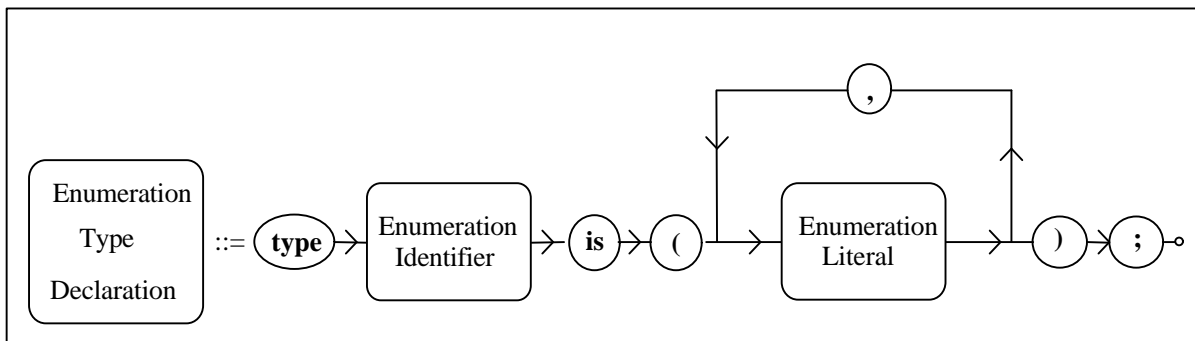 ,
Enumeration
Type
Declaration
::=
type
Enumeration
Identifier
is
(
Enumeration
Literal
)
;